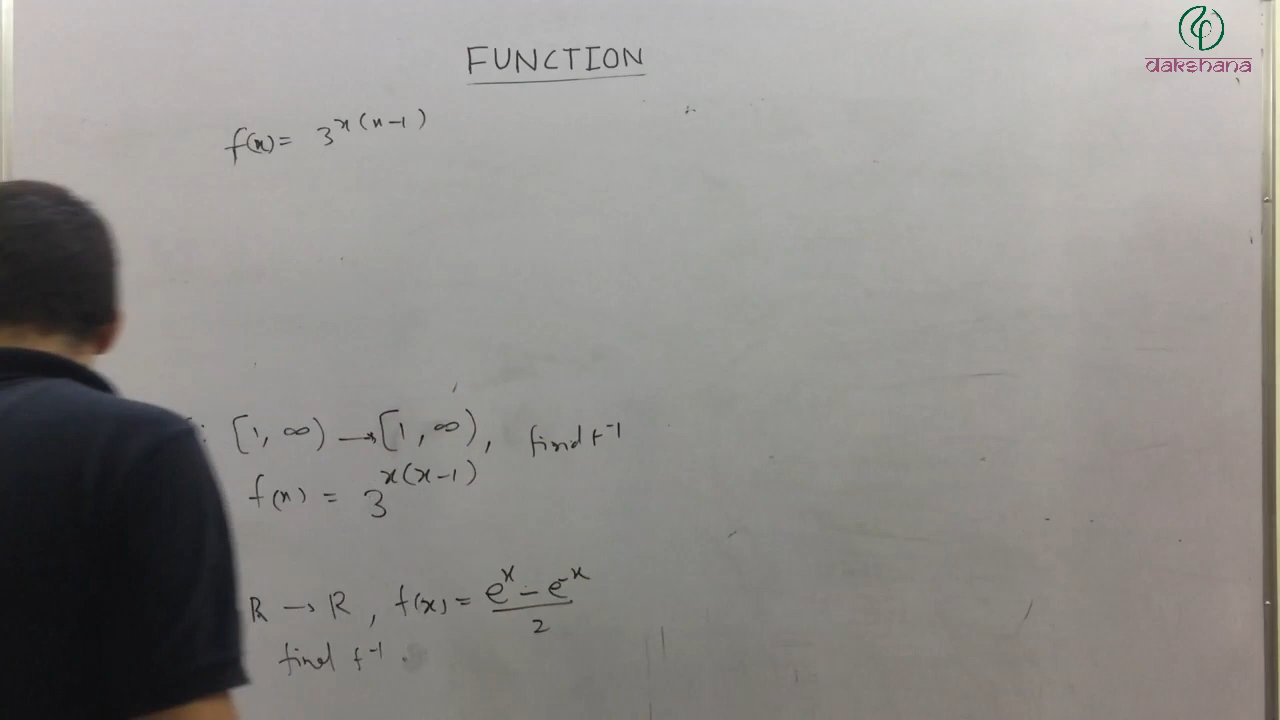 dakshana
FUNCTION
f(x) = 3^x(x-1)
: [1, ∞) → [1, ∞), find f^-1
f(x) = 3^x(x-1)
R → R, f(x) = (e^x - e^-x)/2
find f^-1.